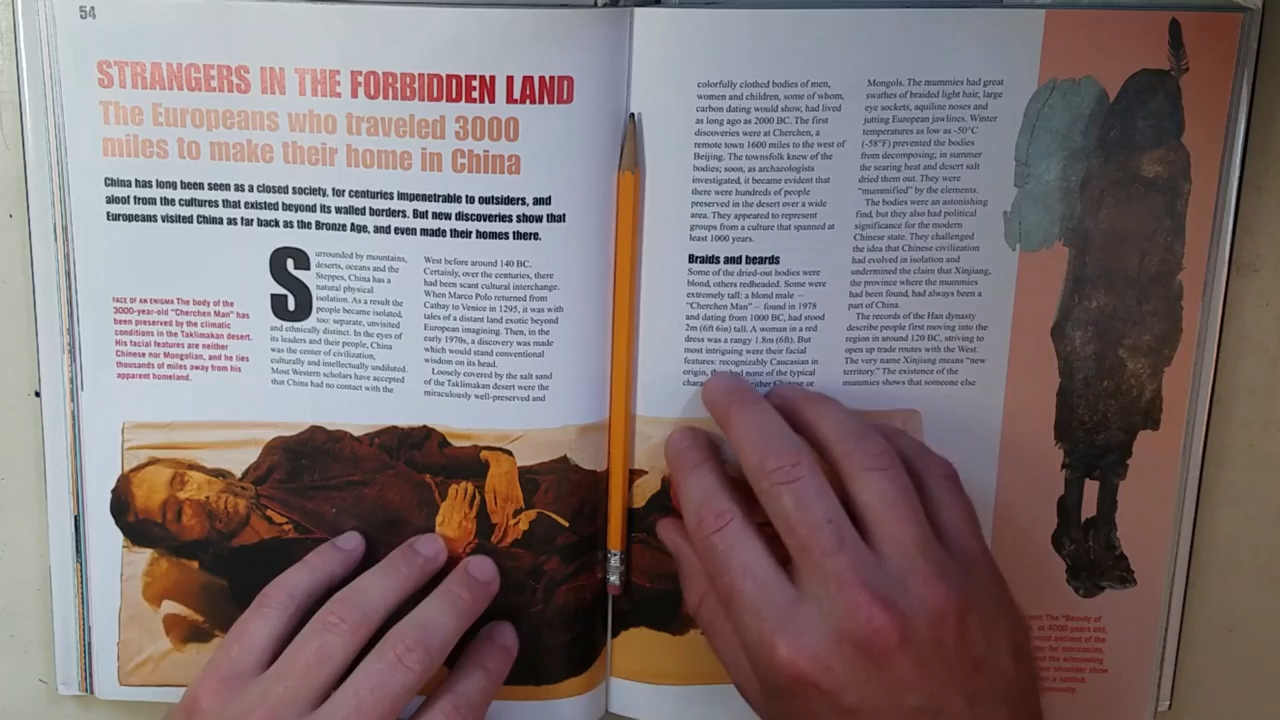 54
STRANGERS IN THE FORBIDDEN LAND
The Europeans who traveled 3000
miles to make their home in China
China has long been seen as a closed society, for centuries impenetrable to outsiders, and
aloof from the cultures that existed beyond its walled borders. But new discoveries show that
Europeans visited China as far back as the Bronze Age, and even made their homes there.
FACE OF AN ENIGMA The body of the
3000-year-old "Cherchen Man" has
been preserved by the climatic
conditions in the Taklimakan desert.
His facial features are neither
Chinese nor Mongolian, and he lies
thousands of miles away from his
apparent homeland.
Surrounded by mountains,
deserts, oceans and the
Steppes, China has a
natural physical
isolation. As a result the
people became isolated,
too: separate, unvisited
and ethnically distinct. In the eyes of
its leaders and their people, China
was the center of civilization,
culturally and intellectually undiluted.
Most Western scholars have accepted
that China had no contact with the
West before around 140 BC.
Certainly, over the centuries, there
had been scant cultural interchange.
When Marco Polo returned from
Cathay to Venice in 1295, it was with
tales of a distant land exotic beyond
European imagining. Then, in the
early 1970s, a discovery was made
which would stand conventional
wisdom on its head.
Loosely covered by the salt sand
of the Taklimakan desert were the
miraculously well-preserved and
colorfully clothed bodies of men,
women and children, some of whom,
carbon dating would show, had lived
as long ago as 2000 BC. The first
discoveries were at Cherchen, a
remote town 1600 miles to the west of
Beijing. The townsfolk knew of the
bodies; soon, as archaeologists
investigated, it became evident that
there were hundreds of people
preserved in the desert over a wide
area. They appeared to represent
groups from a culture that spanned at
least 1000 years.
Braids and beards
Some of the dried-out bodies were
blond, others redheaded. Some were
extremely tall: a blond male –
"Cherchen Man" – found in 1978
and dating from 1000 BC, had stood
2m (6ft 6in) tall. A woman in a red
dress was a rangy 1.8m (6ft). But
most intriguing were their facial
features: recognizably Caucasian in
origin, they had none of the typical
Chinese or
Mongols. The mummies had great
swathes of braided light hair, large
eye sockets, aquiline noses and
jutting European jawlines. Winter
temperatures as low as -50°C
(-58°F) prevented the bodies
from decomposing; in summer
the searing heat and desert salt
dried them out. They were
"mummified" by the elements.
The bodies were an astonishing
find, but they also had political
significance for the modern
Chinese state. They challenged
the idea that Chinese civilization
had evolved in isolation and
undermined the claim that Xinjiang,
the province where the mummies
had been found, had always been a
part of China.
The records of the Han dynasty
describe people first moving into the
region in around 120 BC, striving to
open up trade routes with the West.
The very name Xinjiang means "new
territory." The existence of the
mummies shows that someone else
The "Beauty of
at 4000 years old,
most ancient of the
the winnowing
shoulder show